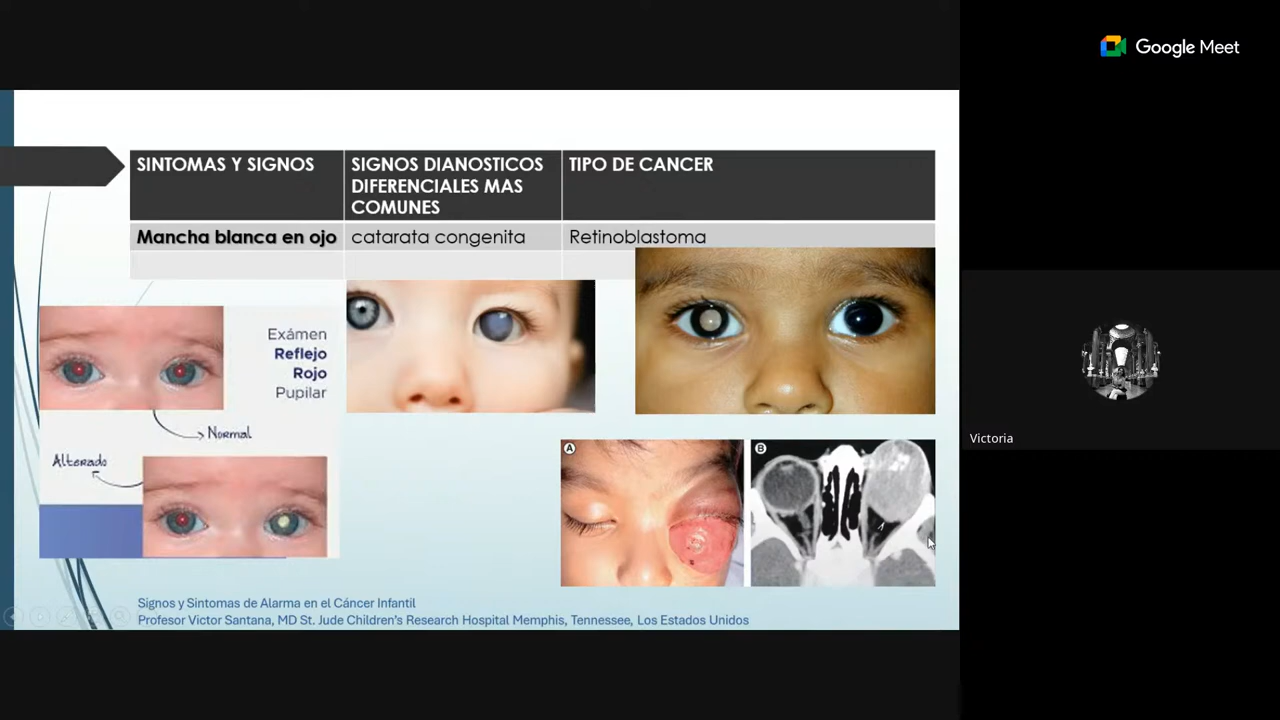 Google Meet
SINTOMAS Y SIGNOS
SIGNOS DIANOSTICOS
DIFERENCIALES MAS
COMUNES
TIPO DE CANCER
Mancha blanca en ojo
catarata congenita
Retinoblastoma
Exámen
Reflejo
Rojo
Pupilar
Normal
Alterado
A
B
Victoria
Signos y Sintomas de Alarma en el Cáncer Infantil
Profesor Victor Santana, MD St. Jude Children's Research Hospital Memphis, Tennessee, Los Estados Unidos